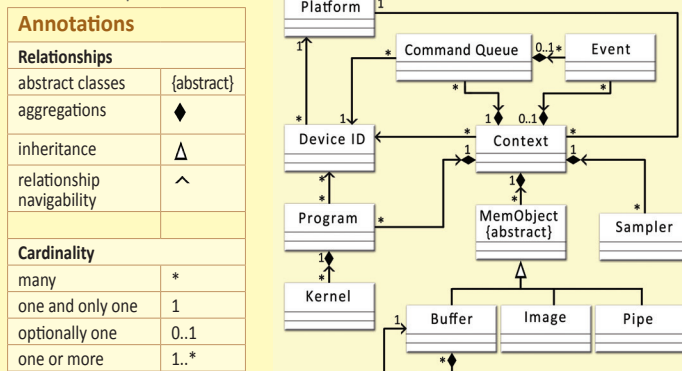 Annotations
Relationships
abstract classes {abstract}
aggregations
inheritance
relationship
navigability
Cardinality
many *
one and only one 1
optionally one 0..1
one or more 1..*
Platform 1
1 * Command Queue 0..1 * Event
* *
* 1 1 0..1
Device ID * Context *
1 1
* 1
* *
Program * MemObject
{abstract} *
Sampler
1
*
Kernel
1 Buffer Image Pipe
*